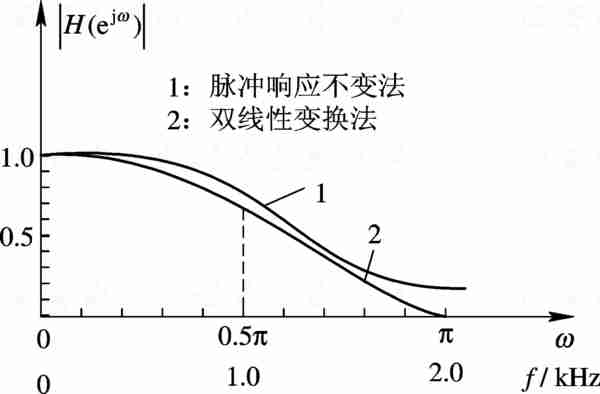 |H(e^{jω})|
1：脉冲响应不变法
2：双线性变换法
1.0
1
0.5
2
0 0.5π π ω
0 1.0 2.0 f/kHz